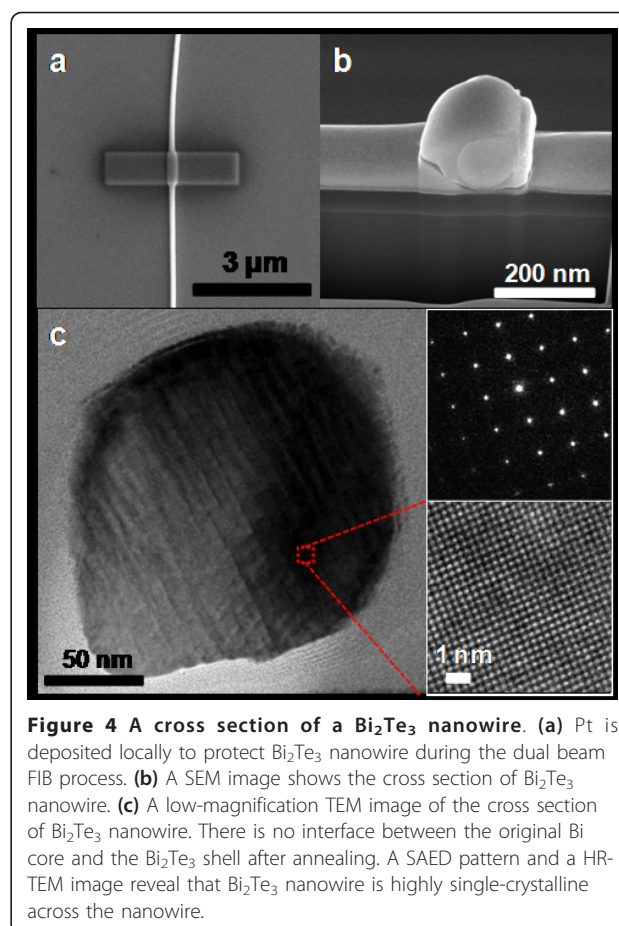 a
b
3 µm
200 nm
c
50 nm
1 nm
Figure 4 A cross section of a Bi₂Te₃ nanowire. (a) Pt is
deposited locally to protect Bi₂Te₃ nanowire during the dual beam
FIB process. (b) A SEM image shows the cross section of Bi₂Te₃
nanowire. (c) A low-magnification TEM image of the cross section
of Bi₂Te₃ nanowire. There is no interface between the original Bi
core and the Bi₂Te₃ shell after annealing. A SAED pattern and a HR-
TEM image reveal that Bi₂Te₃ nanowire is highly single-crystalline
across the nanowire.